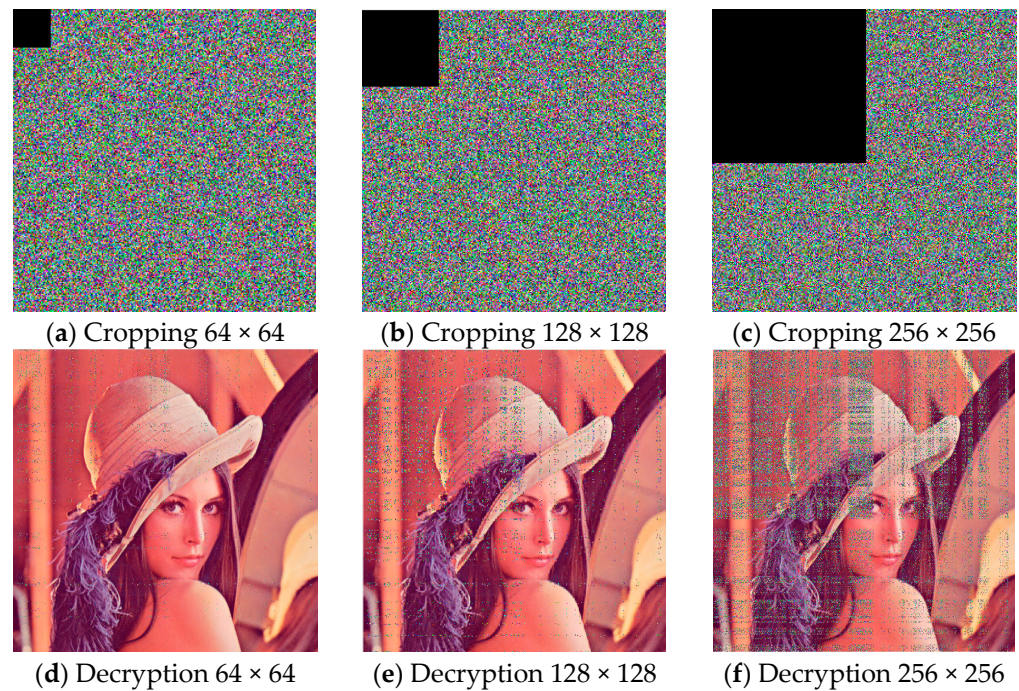 (a) Cropping 64 × 64
(b) Cropping 128 × 128
(c) Cropping 256 × 256
(d) Decryption 64 × 64
(e) Decryption 128 × 128
(f) Decryption 256 × 256